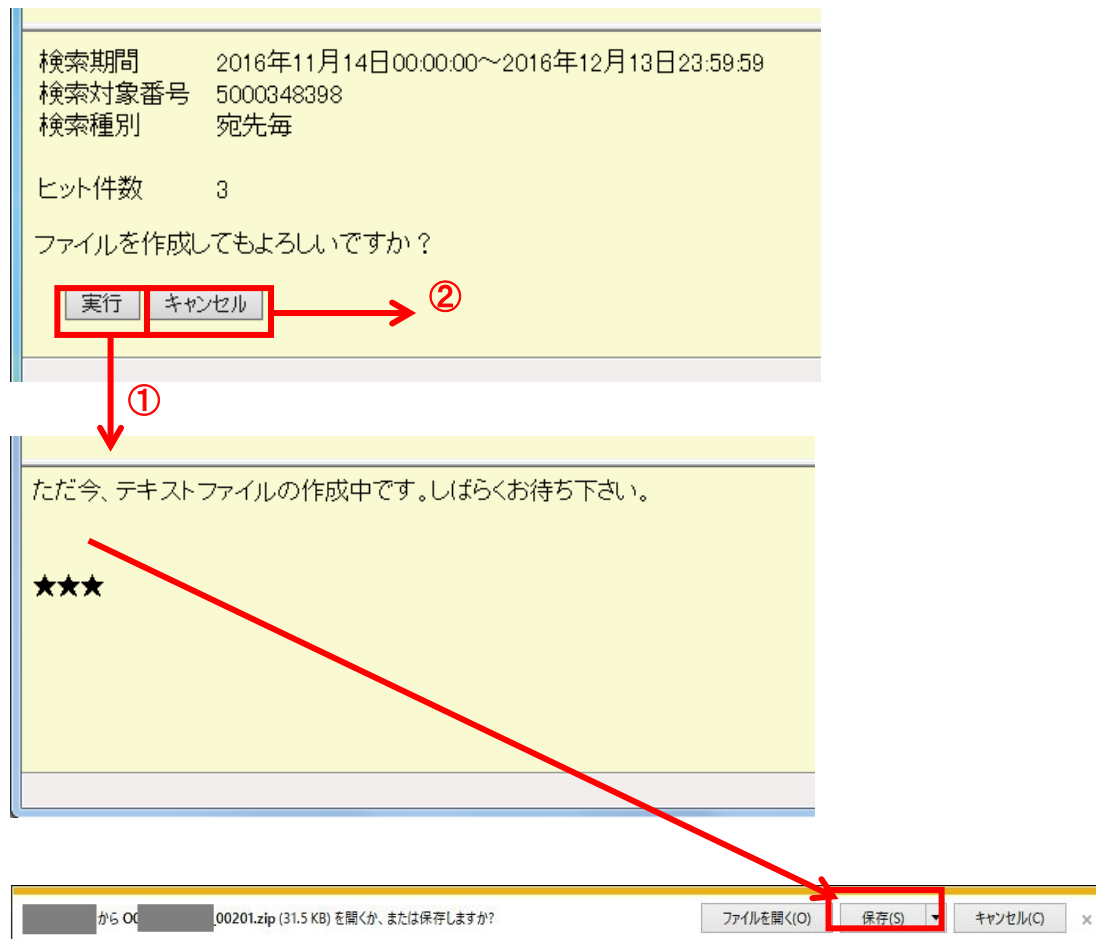 検索期間 2016年11月14日00:00:00～2016年12月13日23:59:59
検索対象番号 5000348398
検索種別 宛先毎
ヒット件数 3
ファイルを作成してもよろしいですか？
実行 キャンセル
②
①
ただ今、テキストファイルの作成中です。しばらくお待ち下さい。
★★★
から OC _00201.zip (31.5 KB) を開くか、または保存しますか? ファイルを開く(O) 保存(S) ▼ キャンセル(C) ×